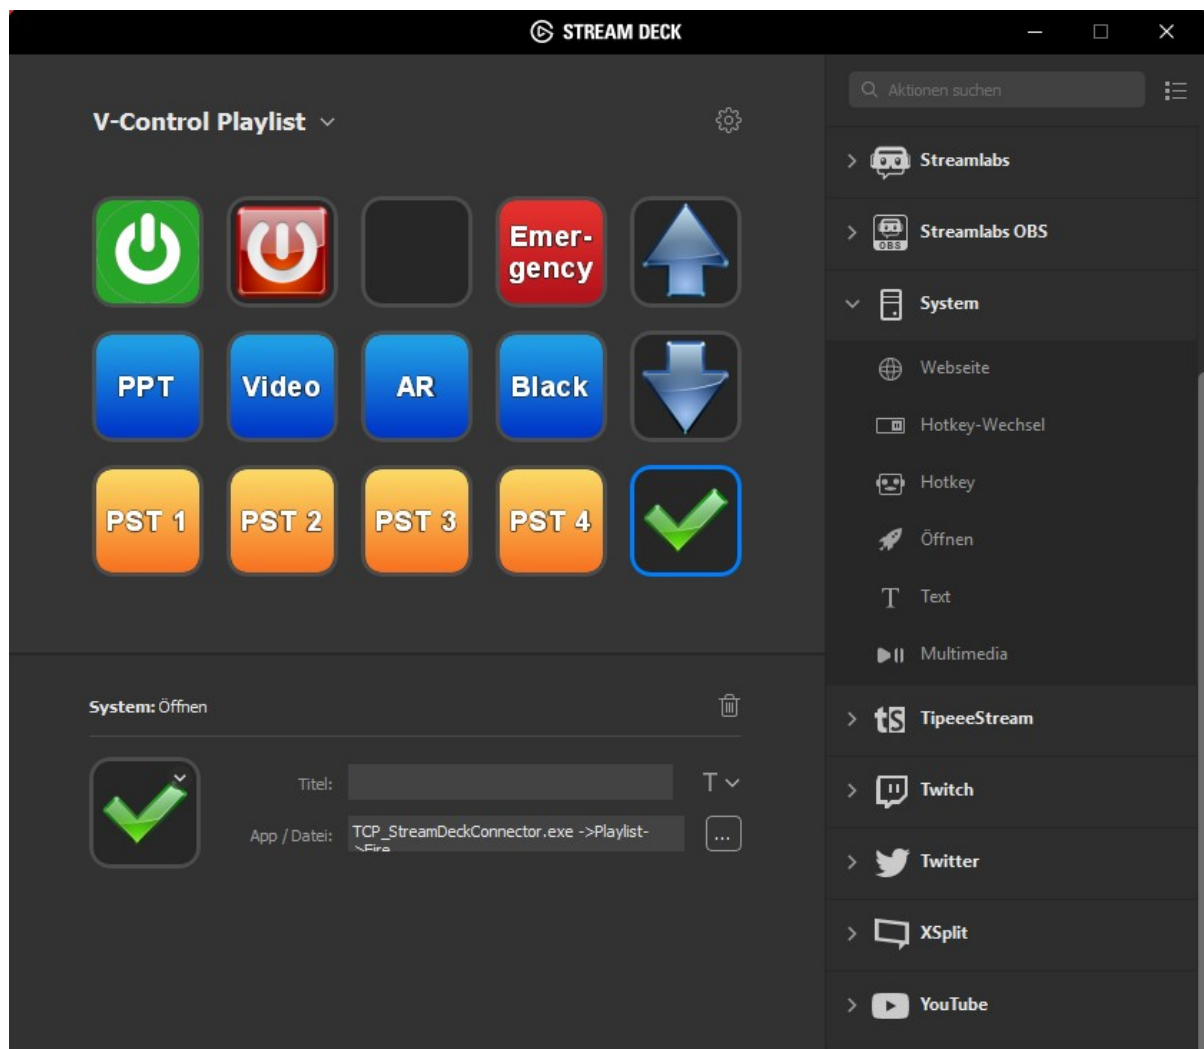 STREAM DECK
V-Control Playlist
Emer-
gency
PPT
Video
AR
Black
PST 1
PST 2
PST 3
PST 4
System: Öffnen
Titel:
T
App / Datei:
TCP_StreamDeckConnector.exe ->Playlist-
>Fire
...
Aktionen suchen
Streamlabs
OBS
Streamlabs OBS
System
Webseite
Hotkey-Wechsel
Hotkey
Öffnen
T
Text
Multimedia
tS
TipeeeStream
Twitch
Twitter
XSplit
YouTube